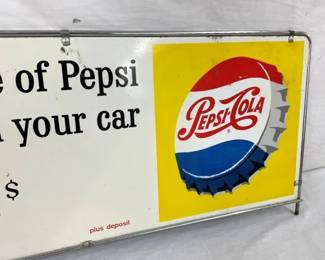 of Pepsi
your car
$
plus deposit
PEPSI-COLA